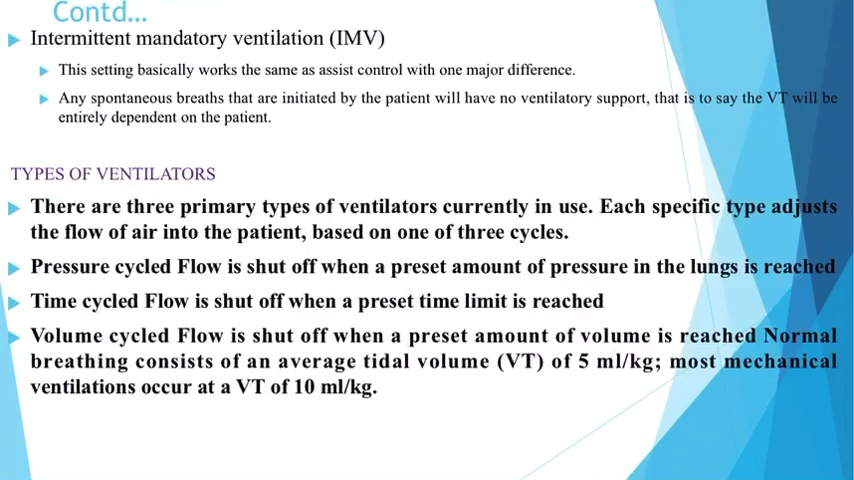 Contd...
Intermittent mandatory ventilation (IMV)
This setting basically works the same as assist control with one major difference.
Any spontaneous breaths that are initiated by the patient will have no ventilatory support, that is to say the VT will be
entirely dependent on the patient.
TYPES OF VENTILATORS
There are three primary types of ventilators currently in use. Each specific type adjusts
the flow of air into the patient, based on one of three cycles.
Pressure cycled Flow is shut off when a preset amount of pressure in the lungs is reached
Time cycled Flow is shut off when a preset time limit is reached
Volume cycled Flow is shut off when a preset amount of volume is reached Normal
breathing consists of an average tidal volume (VT) of 5 ml/kg; most mechanical
ventilations occur at a VT of 10 ml/kg.